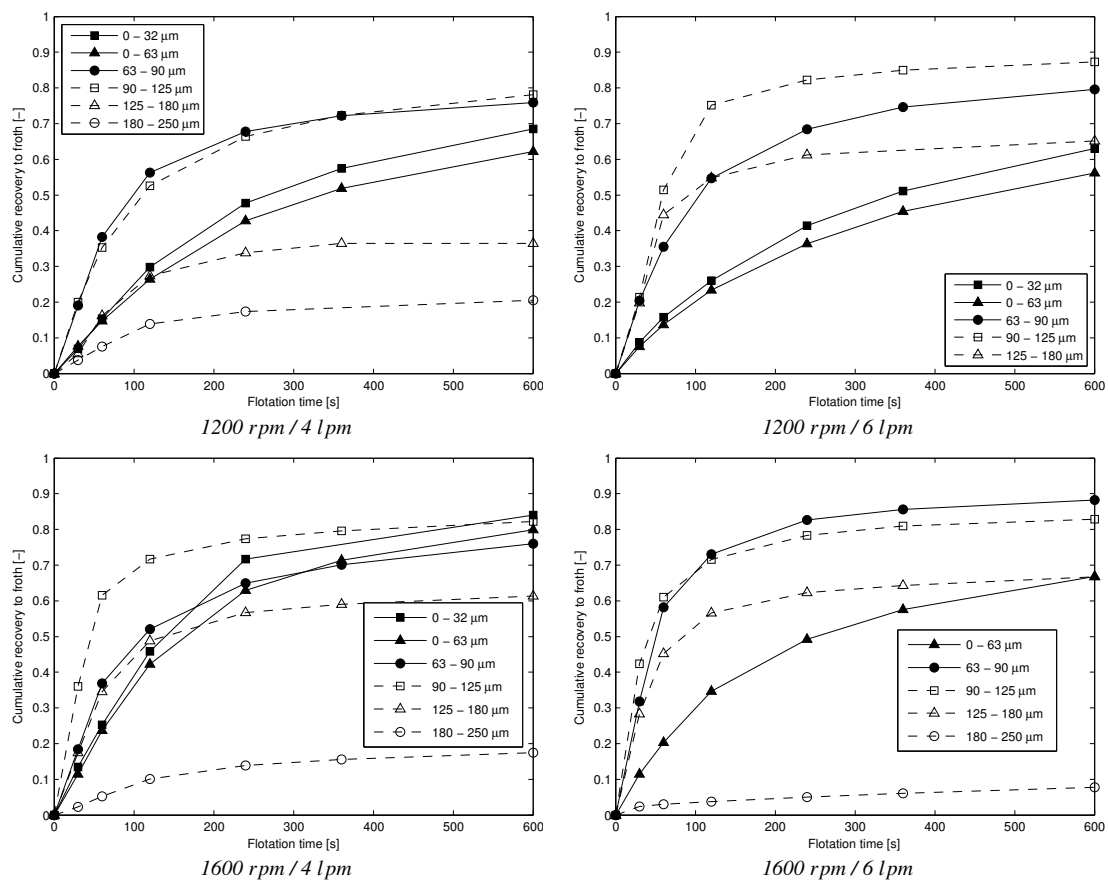 1
0.9
0.8
0.7
0.6
0.5
0.4
0.3
0.2
0.1
0
0 100 200 300 400 500 600
Cumulative recovery to froth [−]
Flotation time [s]
0 − 32 µm
0 − 63 µm
63 − 90 µm
90 − 125 µm
125 − 180 µm
180 − 250 µm
1200 rpm / 4 lpm
1
0.9
0.8
0.7
0.6
0.5
0.4
0.3
0.2
0.1
0
0 100 200 300 400 500 600
Cumulative recovery to froth [−]
Flotation time [s]
0 − 32 µm
0 − 63 µm
63 − 90 µm
90 − 125 µm
125 − 180 µm
1200 rpm / 6 lpm
1
0.9
0.8
0.7
0.6
0.5
0.4
0.3
0.2
0.1
0
0 100 200 300 400 500 600
Cumulative recovery to froth [−]
Flotation time [s]
0 − 32 µm
0 − 63 µm
63 − 90 µm
90 − 125 µm
125 − 180 µm
180 − 250 µm
1600 rpm / 4 lpm
1
0.9
0.8
0.7
0.6
0.5
0.4
0.3
0.2
0.1
0
0 100 200 300 400 500 600
Cumulative recovery to froth [−]
Flotation time [s]
0 − 63 µm
63 − 90 µm
90 − 125 µm
125 − 180 µm
180 − 250 µm
1600 rpm / 6 lpm